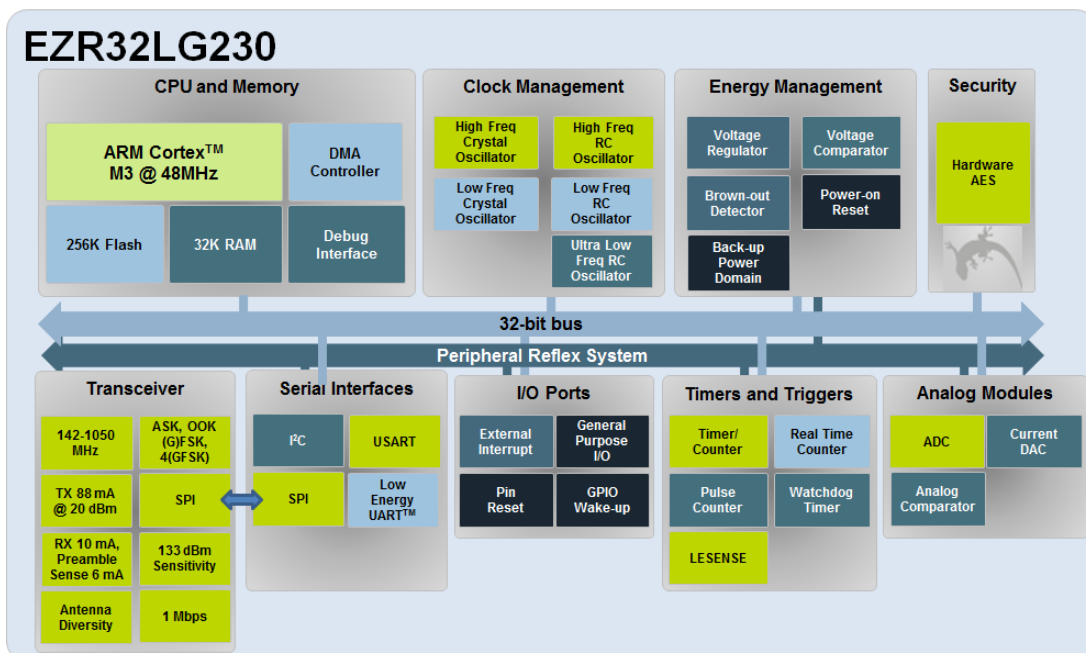 EZR32LG230
CPU and Memory
ARM Cortex™
M3 @ 48MHz
DMA
Controller
256K Flash
32K RAM
Debug
Interface
Clock Management
High Freq
Crystal
Oscillator
High Freq
RC
Oscillator
Low Freq
Crystal
Oscillator
Low Freq
RC
Oscillator
Ultra Low
Freq RC
Oscillator
Energy Management
Voltage
Regulator
Voltage
Comparator
Brown-out
Detector
Power-on
Reset
Back-up
Power
Domain
Security
Hardware
AES
32-bit bus
Peripheral Reflex System
Transceiver
142-1050
MHz
ASK, OOK
(G)FSK,
4(GFSK)
TX 88 mA
@ 20 dBm
SPI
RX 10 mA,
Preamble
Sense 6 mA
133 dBm
Sensitivity
Antenna
Diversity
1 Mbps
Serial Interfaces
I²C
USART
SPI
Low
Energy
UART™
I/O Ports
External
Interrupt
General
Purpose
I/O
Pin
Reset
GPIO
Wake-up
Timers and Triggers
Timer/
Counter
Real Time
Counter
Pulse
Counter
Watchdog
Timer
LESENSE
Analog Modules
ADC
Current
DAC
Analog
Comparator